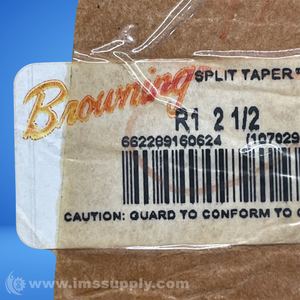 Browning
SPLIT TAPER
R1 2 1/2
662289160624
CAUTION: GUARD TO CONFORM TO
© www.imssupply.com